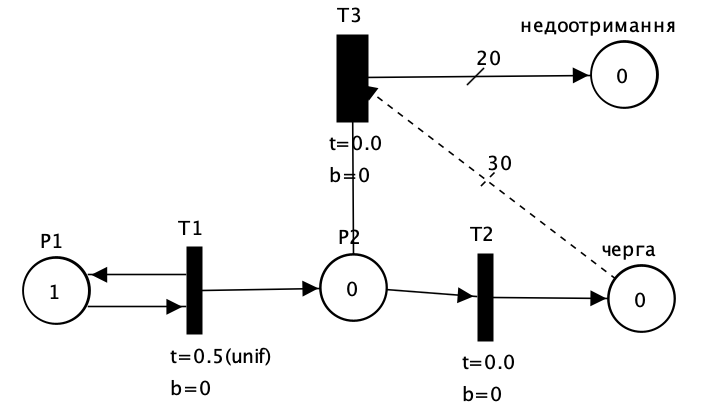 T3
недоотримання
20
0
t=0.0
b=0
30
T1
T2
P1
P2
черга
1
0
0
t=0.5(unif)
b=0
t=0.0
b=0